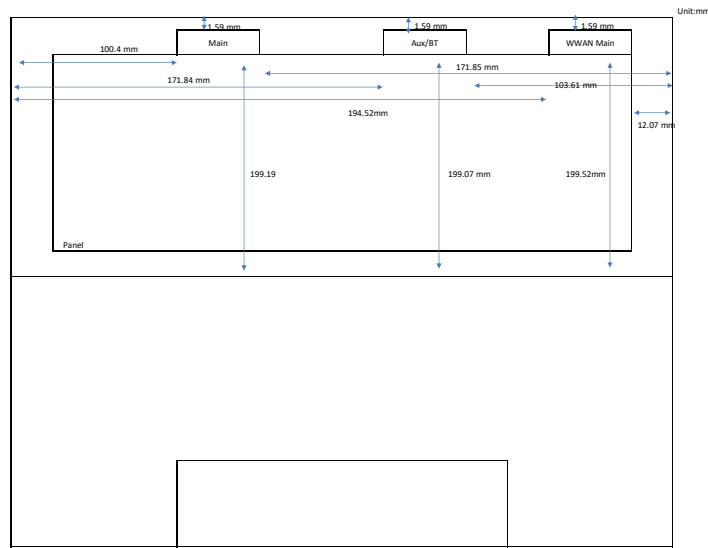 Unit:mm
1.59 mm
1.59 mm
1.59 mm
Main
Aux/BT
WWAN Main
100.4 mm
171.85 mm
171.84 mm
103.61 mm
194.52mm
12.07 mm
199.19
199.07 mm
199.52mm
Panel